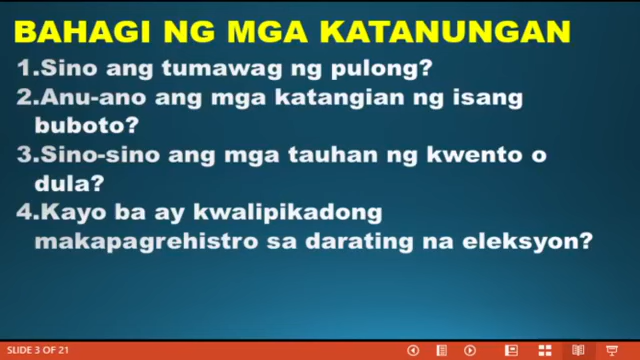 BAHAGI NG MGA KATANUNGAN
1.Sino ang tumawag ng pulong?
2.Anu-ano ang mga katangian ng isang
buboto?
3.Sino-sino ang mga tauhan ng kwento o
dula?
4.Kayo ba ay kwalipikadong
makapagrehistro sa darating na eleksyon?
SLIDE 3 OF 21